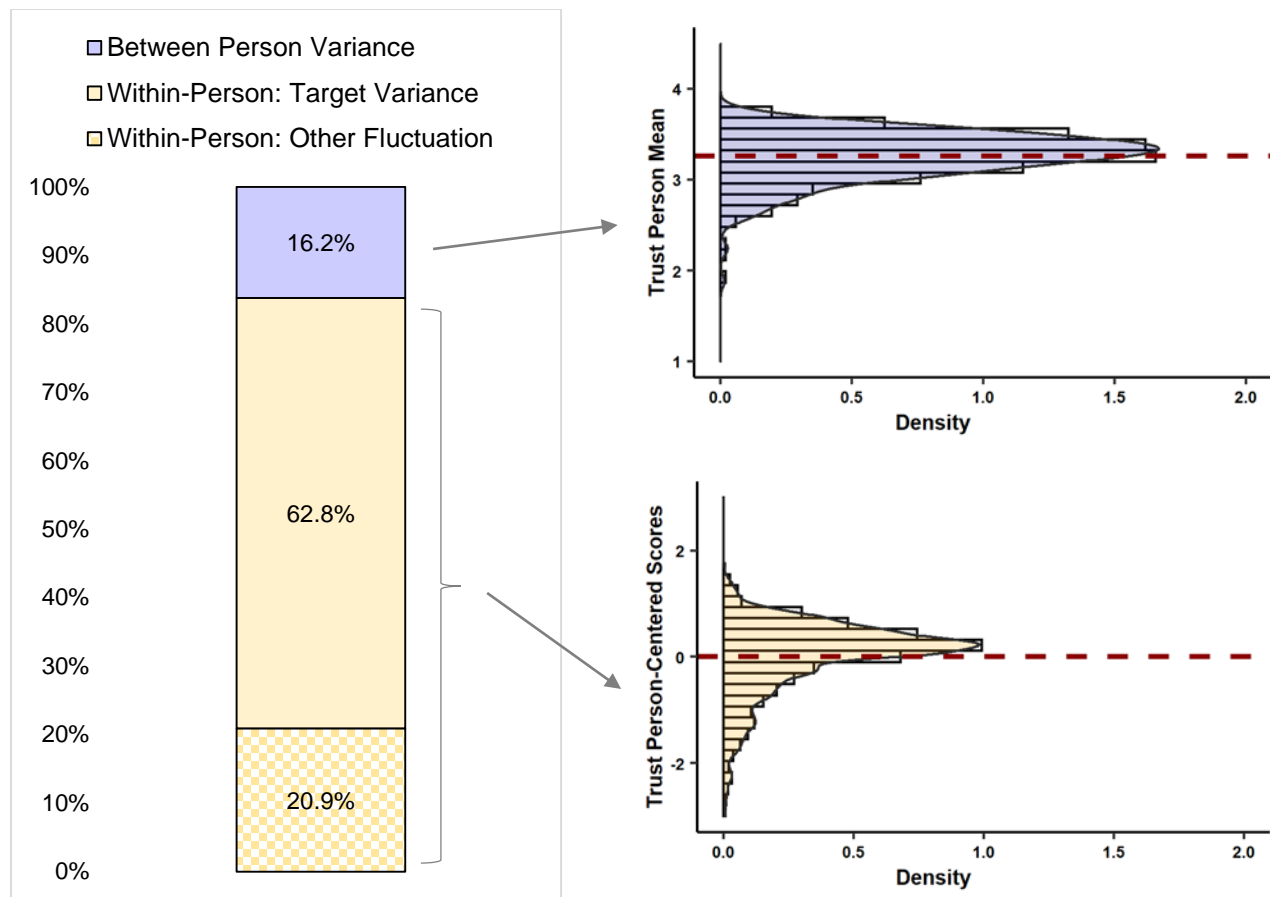 Between Person Variance
Within-Person: Target Variance
Within-Person: Other Fluctuation
100%
90%
80%
70%
60%
50%
40%
30%
20%
10%
0%
16.2%
62.8%
20.9%
Trust Person Mean
4
3
2
1
0.0 0.5 1.0 1.5 2.0
Density
Trust Person-Centered Scores
2
0
-2
0.0 0.5 1.0 1.5 2.0
Density